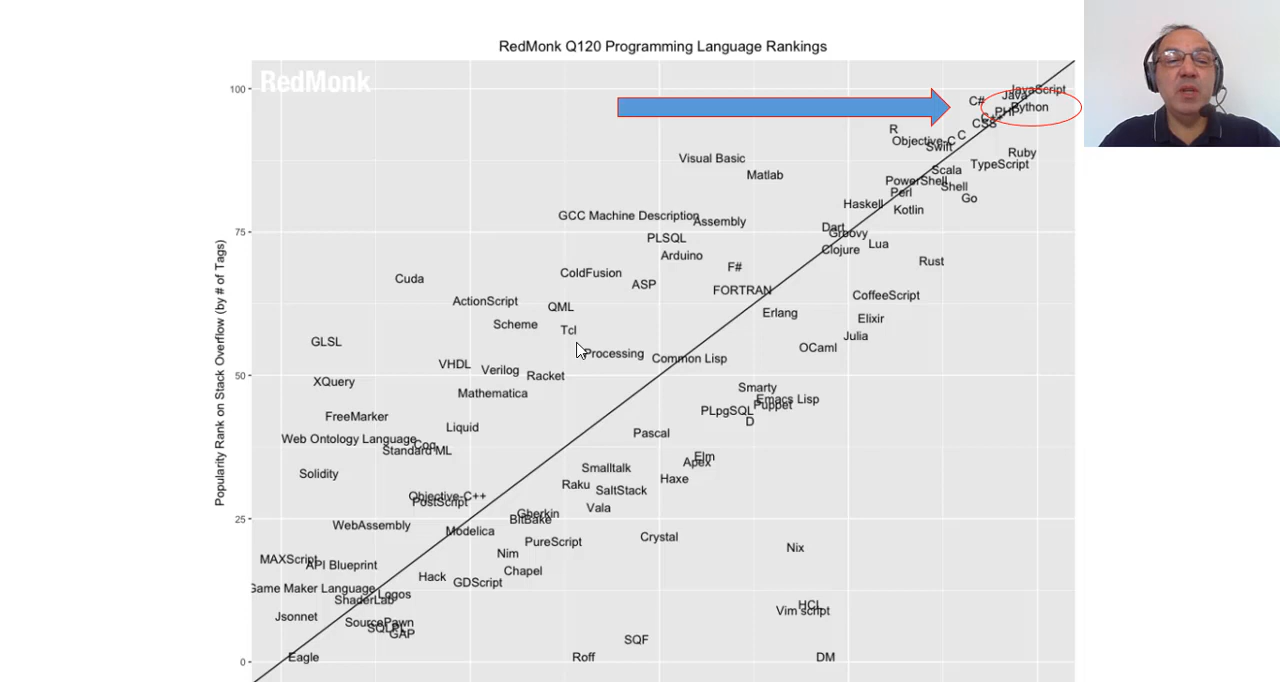 RedMonk Q120 Programming Language Rankings
RedMonk
Popularity Rank on Stack Overflow (by # of Tags)
100
75
50
25
0
JavaScript
Java
C#
Python
PHP
C++
CSS
R
C
Objective-C
Swift
Ruby
Visual Basic
TypeScript
Matlab
Scala
PowerShell
Shell
Perl
Go
Haskell
Kotlin
GCC Machine Description
Assembly
Dart
Groovy
PLSQL
Lua
Clojure
Arduino
Rust
F#
ColdFusion
Cuda
ASP
FORTRAN
CoffeeScript
ActionScript
QML
Erlang
Elixir
Scheme
Tcl
Julia
GLSL
OCaml
Processing
Common Lisp
VHDL
Verilog
Racket
XQuery
Smarty
Mathematica
Emacs Lisp
Puppet
PLpgSQL
FreeMarker
D
Liquid
Pascal
Web Ontology Language
Coq
Standard ML
Elm
Apex
Smalltalk
Solidity
Haxe
Raku
SaltStack
Objective-C++
PostScript
Vala
Gherkin
BitBake
WebAssembly
Modelica
Crystal
PureScript
Nix
Nim
MAXScript
API Blueprint
Chapel
Hack
GDScript
Game Maker Language
Logos
ShaderLab
HCL
Vim script
Jsonnet
SourcePawn
SQLPL
GAP
SQF
Eagle
Roff
DM